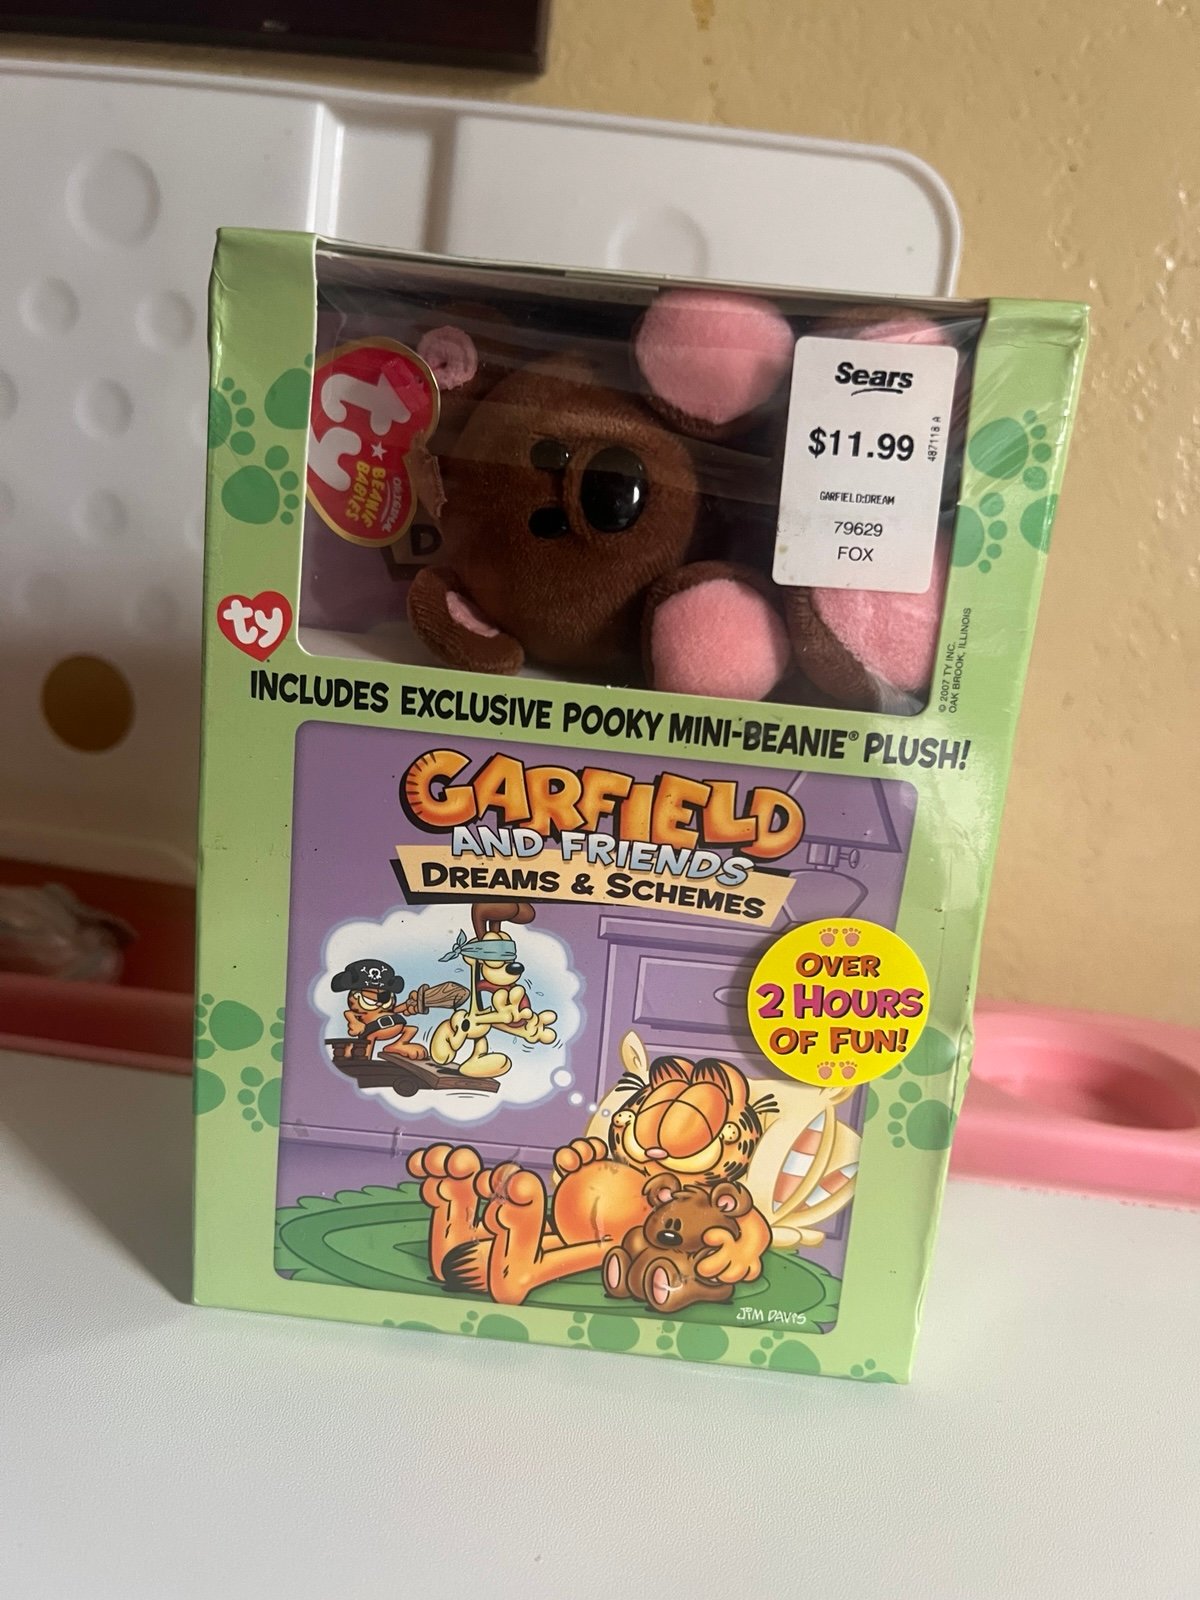 ty
ORIGINAL
BEANIE
BABIES
D
Sears
$11.99
487118 A
GARFIELD:DREAM
79629
FOX
© 2007 TY INC.
OAK BROOK, ILLINOIS
ty
INCLUDES EXCLUSIVE POOKY MINI-BEANIE® PLUSH!
GARFIELD
AND FRIENDS
DREAMS & SCHEMES
OVER
2 HOURS
OF FUN!
JIM DAVIS